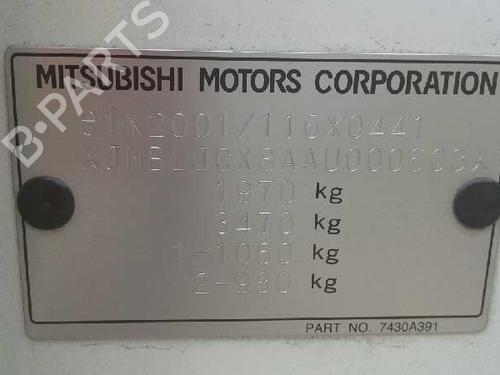 B-PARTS
MITSUBISHI MOTORS CORPORATION
e1*2001/116*0441
*JMBLJCX8AAU000603*
1970 kg
3470 kg
1-1060 kg
2-980 kg
PART NO. 7430A391